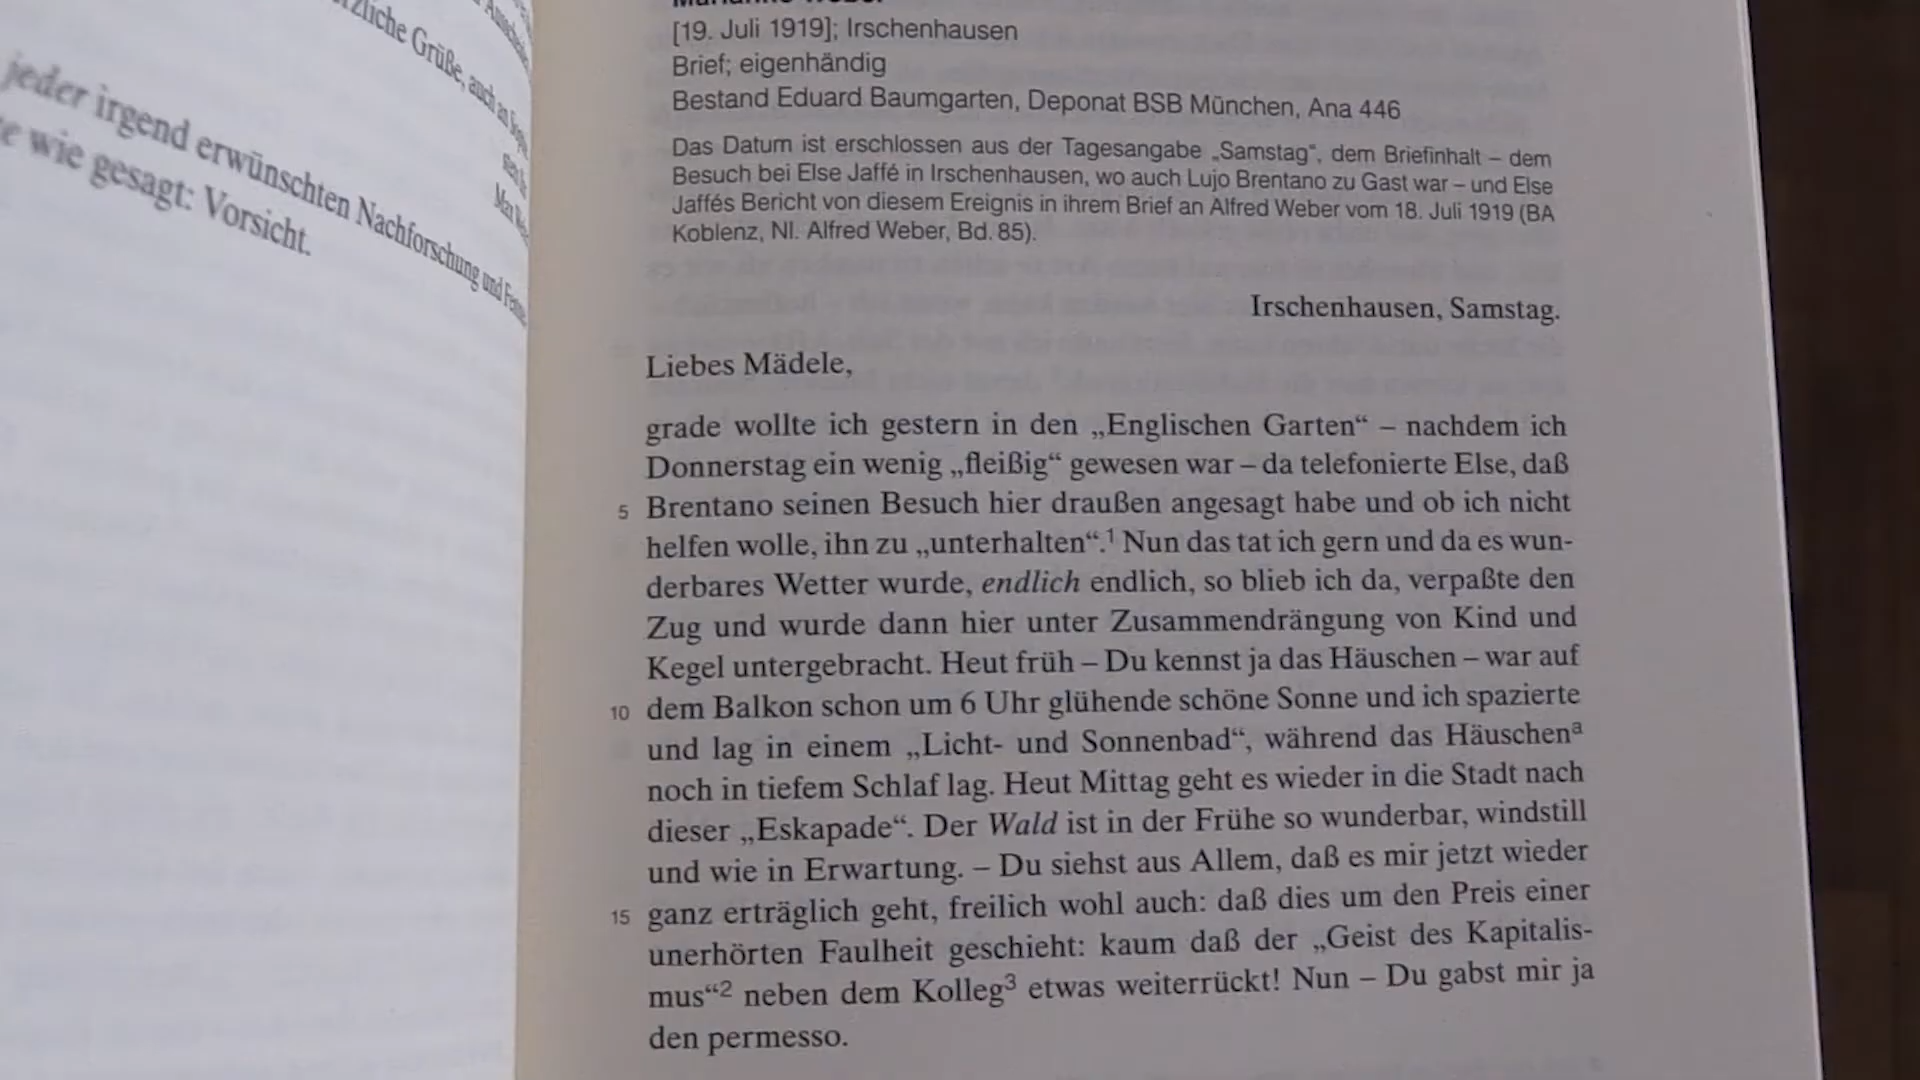 rzliche Grüße, auch an
jeder irgend erwünschten Nachforschung und
wie gesagt: Vorsicht.
[19. Juli 1919]; Irschenhausen
Brief; eigenhändig
Bestand Eduard Baumgarten, Deponat BSB München, Ana 446
Das Datum ist erschlossen aus der Tagesangabe „Samstag“, dem Briefinhalt – dem
Besuch bei Else Jaffé in Irschenhausen, wo auch Lujo Brentano zu Gast war – und Else
Jaffés Bericht von diesem Ereignis in ihrem Brief an Alfred Weber vom 18. Juli 1919 (BA
Koblenz, Nl. Alfred Weber, Bd. 85).
Irschenhausen, Samstag.
Liebes Mädele,
grade wollte ich gestern in den „Englischen Garten“ – nachdem ich
Donnerstag ein wenig „fleißig“ gewesen war – da telefonierte Else, daß
5 Brentano seinen Besuch hier draußen angesagt habe und ob ich nicht
helfen wolle, ihn zu „unterhalten“.¹ Nun das tat ich gern und da es wun-
derbares Wetter wurde, endlich endlich, so blieb ich da, verpaßte den
Zug und wurde dann hier unter Zusammendrängung von Kind und
Kegel untergebracht. Heut früh – Du kennst ja das Häuschen – war auf
10 dem Balkon schon um 6 Uhr glühende schöne Sonne und ich spazierte
und lag in einem „Licht- und Sonnenbad“, während das Häuschenᵃ
noch in tiefem Schlaf lag. Heut Mittag geht es wieder in die Stadt nach
dieser „Eskapade“. Der Wald ist in der Frühe so wunderbar, windstill
und wie in Erwartung. – Du siehst aus Allem, daß es mir jetzt wieder
15 ganz erträglich geht, freilich wohl auch: daß dies um den Preis einer
unerhörten Faulheit geschieht: kaum daß der „Geist des Kapitalis-
mus“² neben dem Kolleg³ etwas weiterrückt! Nun – Du gabst mir ja
den permesso.